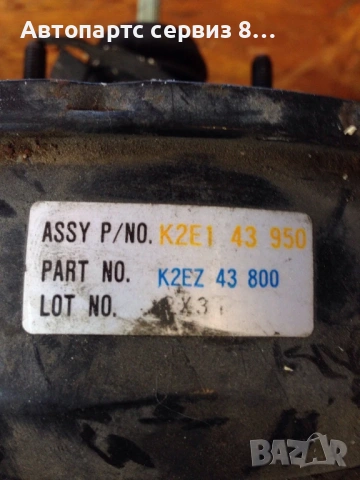 Автопартс сервиз 8...
ASSY P/NO. K2E1 43 950
PART NO. K2EZ 43 800
LOT NO.
BAZAR